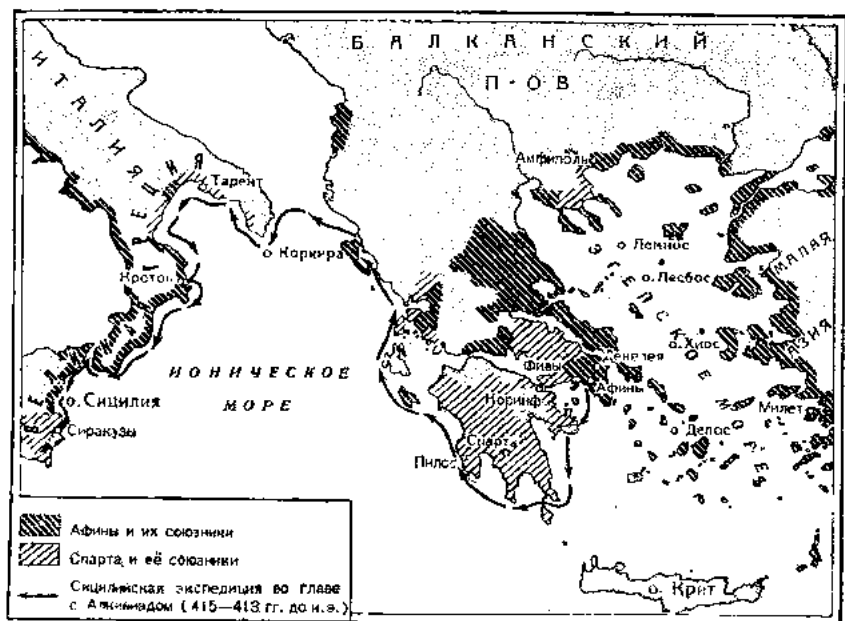 БАЛКАНСКИЙ
П-ОВ
ИТАЛИЯ
Тарент
Амфиполь
о. Коркира
о Лемнос
о. Лесбос
МАЛАЯ
АЗИЯ
Кротон
ЭГЕЙСКОЕ МОРЕ
о. Хиос
ИОНИЧЕСКОЕ
МОРЕ
Фивы
Декелея
Афины
Коринф
Милет
о. Делос
о. Сицилия
Сиракузы
Спарта
Пилос
о. Крит
Афины и их союзники
Спарта и её союзники
Сицилийская экспедиция во главе
с Алкивиадом (415—413 гг. до н.э.)